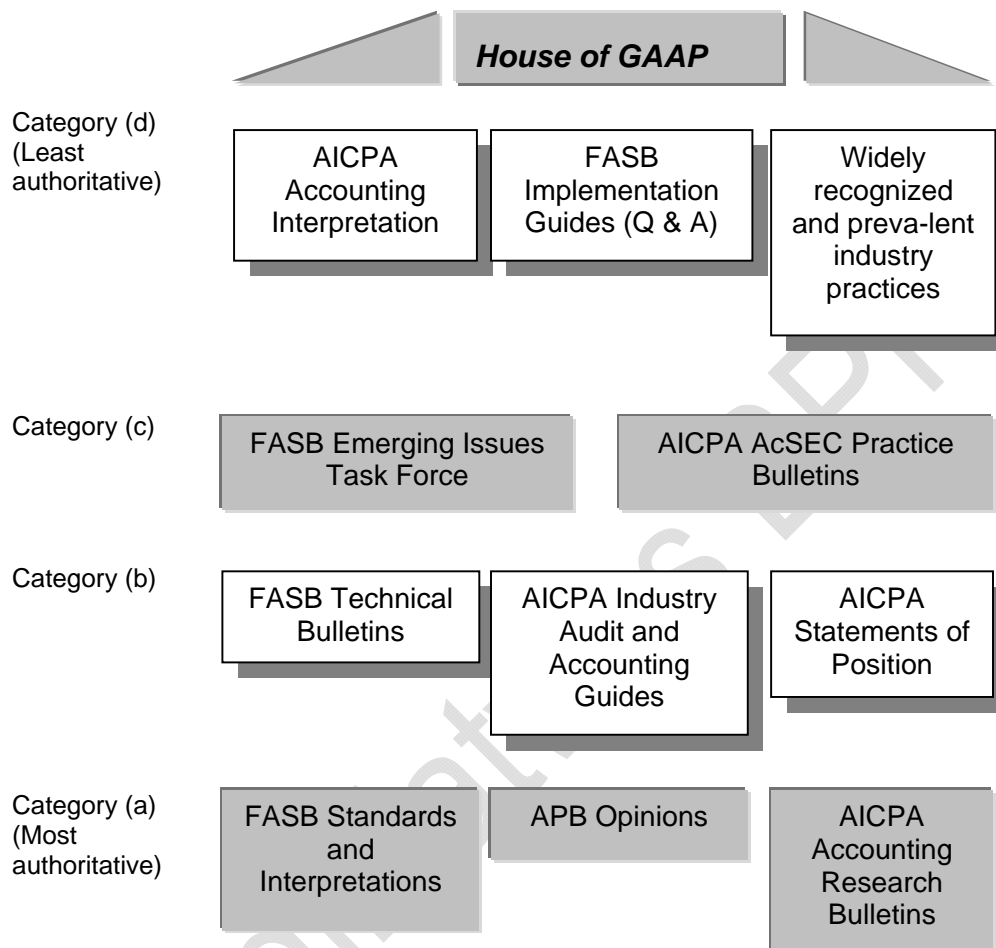 House of GAAP
Category (d)
(Least
authoritative)
AICPA
Accounting
Interpretation
FASB
Implementation
Guides (Q & A)
Widely
recognized
and preva-lent
industry
practices
Category (c)
FASB Emerging Issues
Task Force
AICPA AcSEC Practice
Bulletins
Category (b)
FASB Technical
Bulletins
AICPA Industry
Audit and
Accounting
Guides
AICPA
Statements of
Position
Category (a)
(Most
authoritative)
FASB Standards
and
Interpretations
APB Opinions
AICPA
Accounting
Research
Bulletins